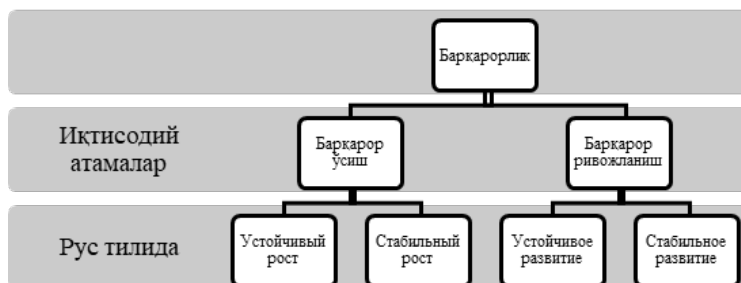 Барқарорлик
Иқтисодий
атамалар
Барқарор
ўсиш
Барқарор
ривожланиш
Рус тилида
Устойчивый
рост
Стабильный
рост
Устойчивое
развитие
Стабильное
развитие